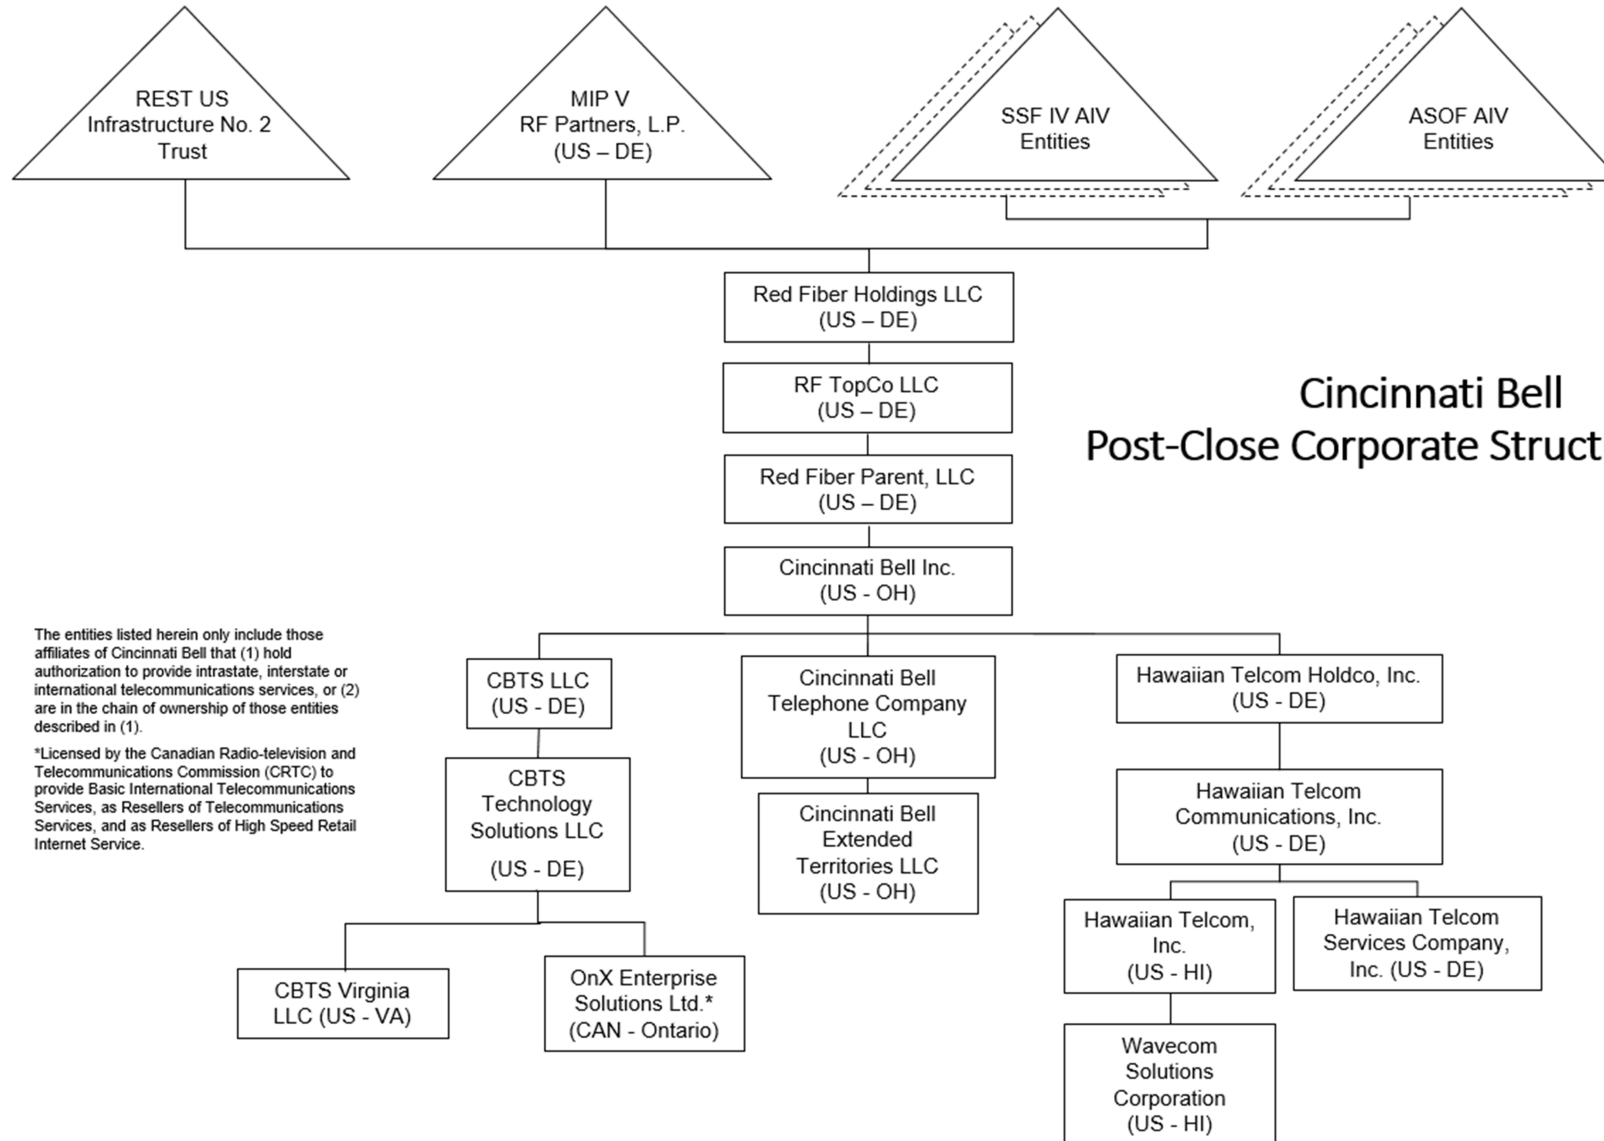 REST US
Infrastructure No. 2
Trust
MIP V
RF Partners, L.P.
(US – DE)
SSF IV AIV
Entities
ASOF AIV
Entities
Red Fiber Holdings LLC
(US – DE)
RF TopCo LLC
(US – DE)
Cincinnati Bell
Post-Close Corporate Struct
Red Fiber Parent, LLC
(US – DE)
Cincinnati Bell Inc.
(US - OH)
The entities listed herein only include those
affiliates of Cincinnati Bell that (1) hold
authorization to provide intrastate, interstate or
international telecommunications services, or (2)
are in the chain of ownership of those entities
described in (1).
*Licensed by the Canadian Radio-television and
Telecommunications Commission (CRTC) to
provide Basic International Telecommunications
Services, as Resellers of Telecommunications
Services, and as Resellers of High Speed Retail
Internet Service.
CBTS LLC
(US - DE)
Cincinnati Bell
Telephone Company
LLC
(US - OH)
Hawaiian Telcom Holdco, Inc.
(US - DE)
CBTS
Technology
Solutions LLC
(US - DE)
Cincinnati Bell
Extended
Territories LLC
(US - OH)
Hawaiian Telcom
Communications, Inc.
(US - DE)
CBTS Virginia
LLC (US - VA)
OnX Enterprise
Solutions Ltd.*
(CAN - Ontario)
Hawaiian Telcom,
Inc.
(US - HI)
Hawaiian Telcom
Services Company,
Inc. (US - DE)
Wavecom
Solutions
Corporation
(US - HI)